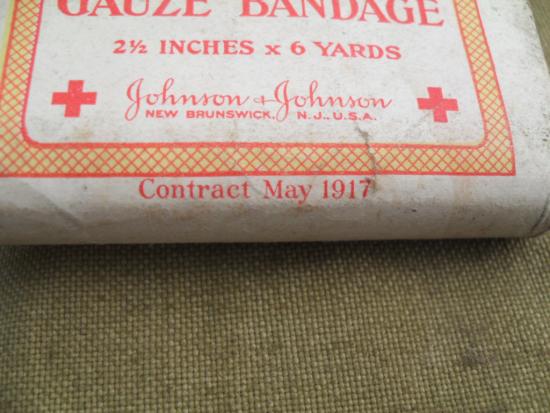 GAUZE BANDAGE
2½ INCHES x 6 YARDS
Johnson & Johnson
NEW BRUNSWICK, N. J., U.S.A.
Contract May 1917